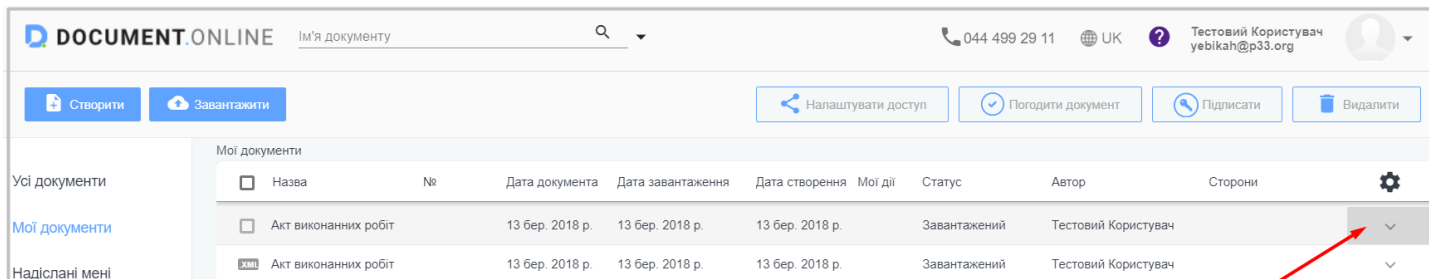 DOCUMENT.ONLINE Ім'я документу 044 499 29 11 UK ? Тестовий Користувач
yebikah@p33.org
Створити Завантажити Налаштувати доступ Погодити документ Підписати Видалити
Мої документи
Усі документи Назва № Дата документа Дата завантаження Дата створення Мої дії Статус Автор Сторони
Мої документи Акт виконанних робіт 13 бер. 2018 р. 13 бер. 2018 р. 13 бер. 2018 р. Завантажений Тестовий Користувач
Надіслані мені XML Акт виконанних робіт 13 бер. 2018 р. 13 бер. 2018 р. 13 бер. 2018 р. Завантажений Тестовий Користувач